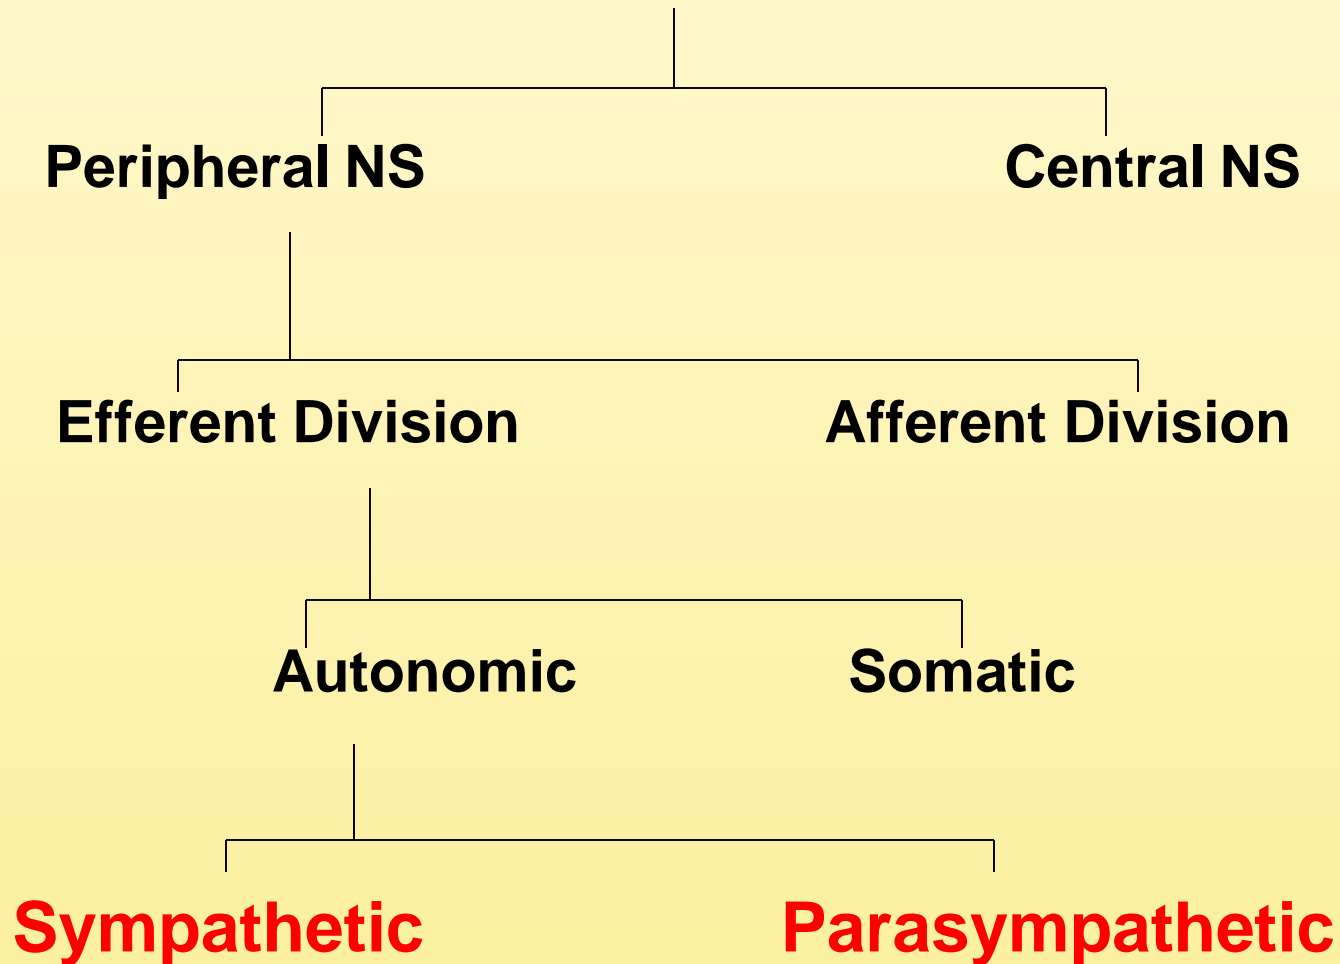 Peripheral NS Central NS
Efferent Division Afferent Division
Autonomic Somatic
Sympathetic Parasympathetic